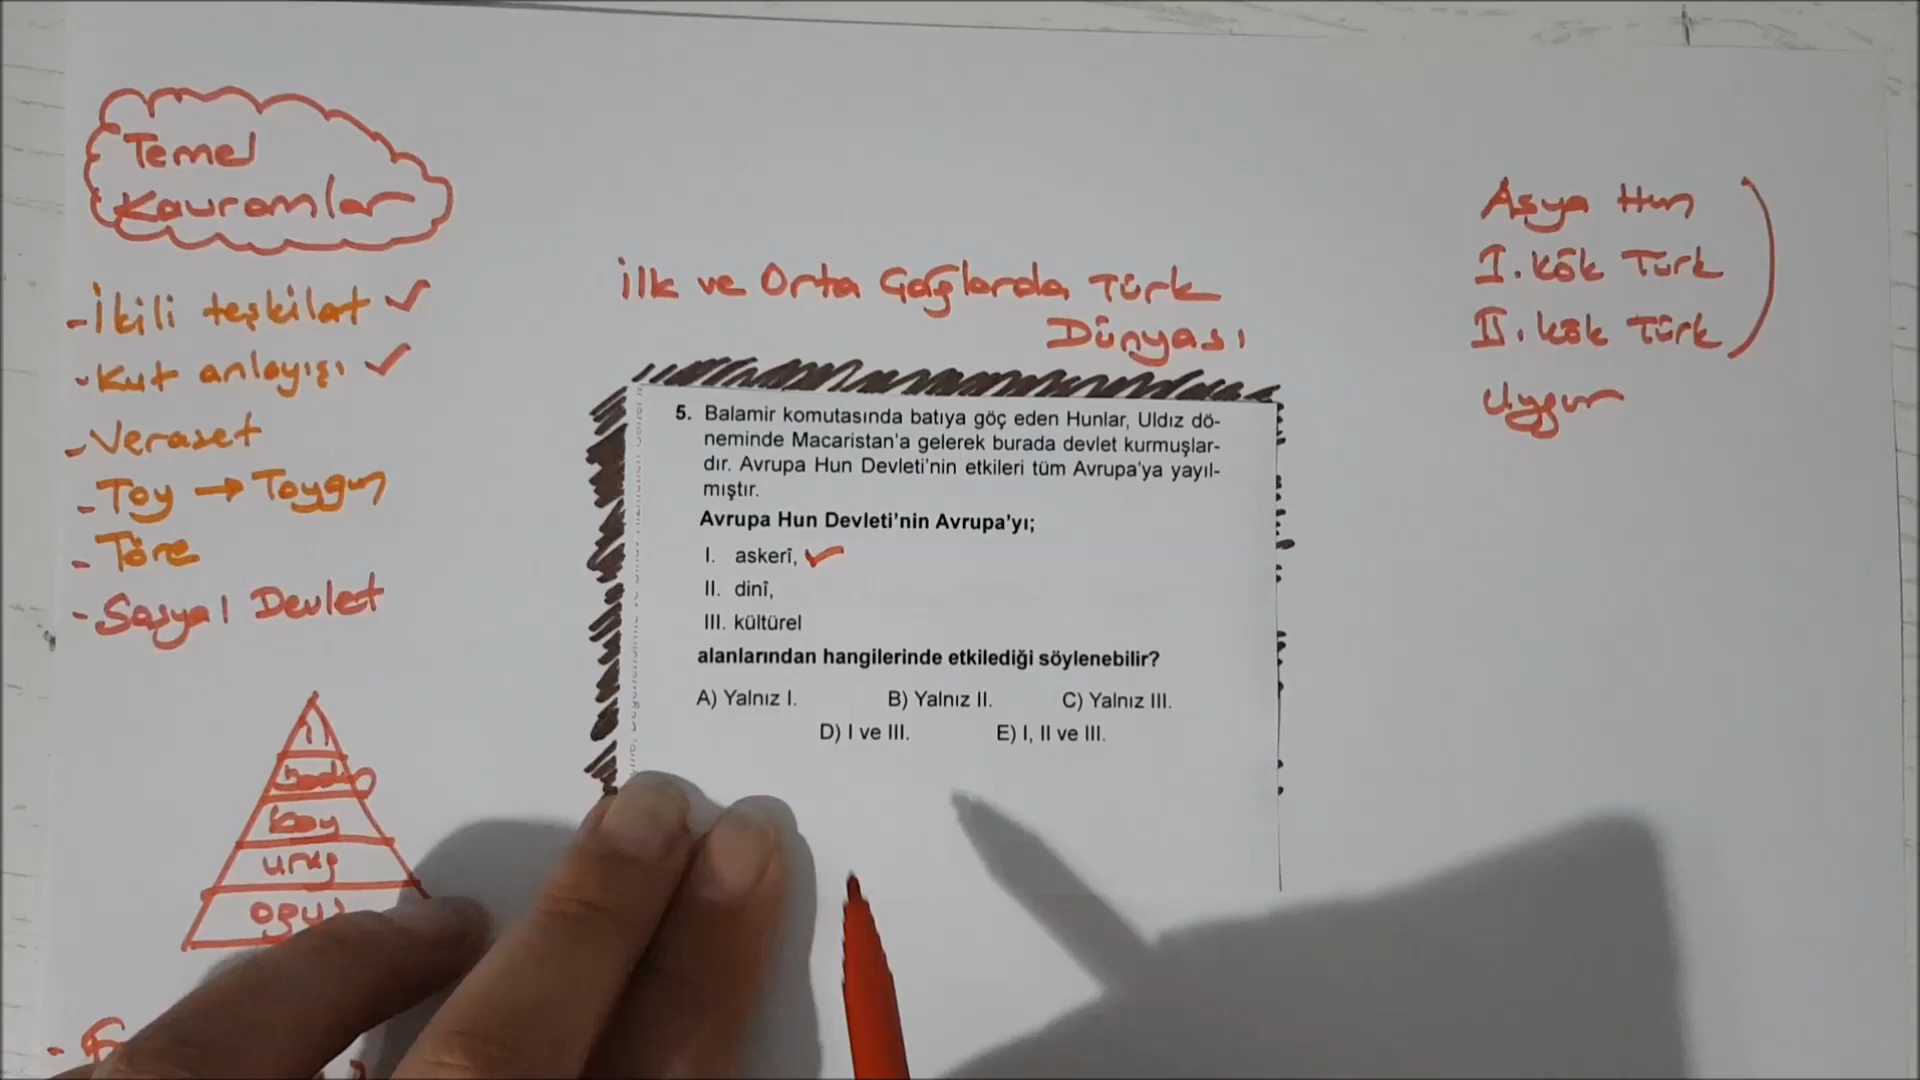 Temel
Kavramlar
- İkili teşkilat ✓
- Kut anlayışı ✓
- Veraset
- Toy → Toygun
- Töre
- Sosyal Devlet
il
boy
uruş
İlk ve Orta Çağlarda Türk
Dünyası
5. Balamir komutasında batıya göç eden Hunlar, Uldız dö-
neminde Macaristan'a gelerek burada devlet kurmuşlar-
dır. Avrupa Hun Devleti'nin etkileri tüm Avrupa'ya yayıl-
mıştır.
Avrupa Hun Devleti'nin Avrupa'yı;
I. askerî, ✓
II. dinî,
III. kültürel
alanlarından hangilerinde etkilediği söylenebilir?
A) Yalnız I. B) Yalnız II. C) Yalnız III.
D) I ve III. E) I, II ve III.
Asya Hun
I. Kök Türk
II. Kök Türk
Uygur